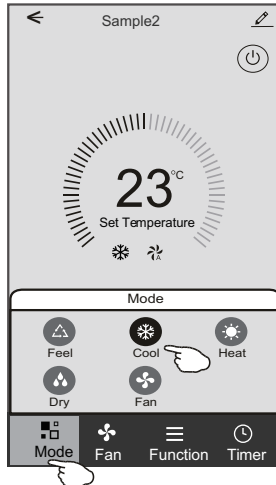 Sample2
23°C
Set Temperature
A
Mode
Feel Cool Heat
Dry Fan
Mode Fan Function Timer